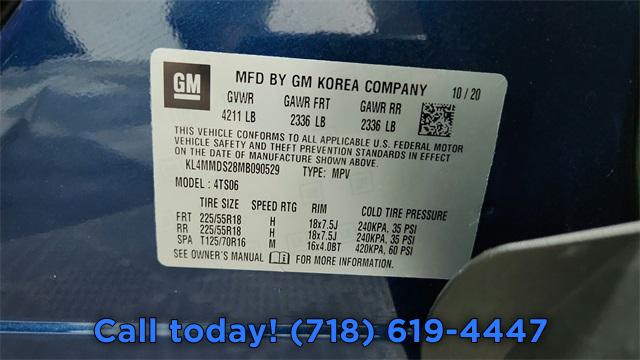 GM
MFD BY GM KOREA COMPANY 10/20
GVWR GAWR FRT GAWR RR
4211 LB 2336 LB 2336 LB
THIS VEHICLE CONFORMS TO ALL APPLICABLE U.S. FEDERAL MOTOR
VEHICLE SAFETY AND THEFT PREVENTION STANDARDS IN EFFECT
ON THE DATE OF MANUFACTURE SHOWN ABOVE.
KL4MMDS28MB090529 TYPE: MPV
MODEL: 4TS06
TIRE SIZE SPEED RTG RIM COLD TIRE PRESSURE
FRT 225/55R18 H 18x7.5J 240KPA, 35 PSI
RR 225/55R18 H 18x7.5J 240KPA, 35 PSI
SPA T125/70R16 M 16x4.0BT 420KPA, 60 PSI
SEE OWNER'S MANUAL FOR MORE INFORMATION.
Call today! (718) 619-4447